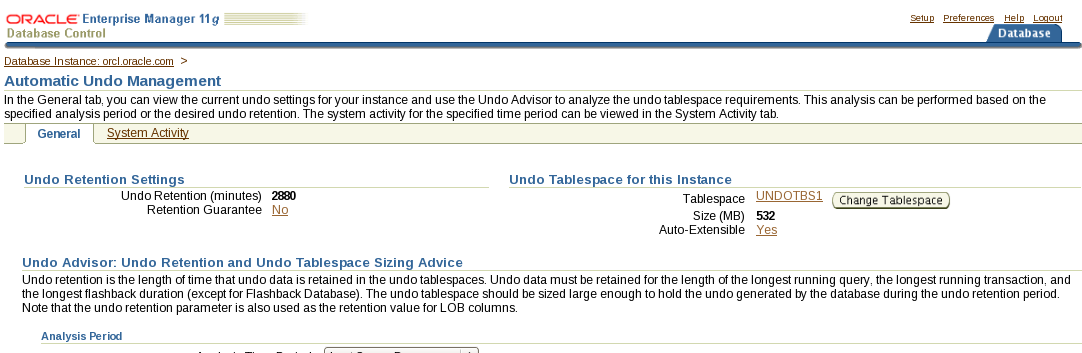 ORACLE Enterprise Manager 11g
Database Control
Setup Preferences Help Logout
Database
Database Instance: orcl.oracle.com >
Automatic Undo Management
In the General tab, you can view the current undo settings for your instance and use the Undo Advisor to analyze the undo tablespace requirements. This analysis can be performed based on the
specified analysis period or the desired undo retention. The system activity for the specified time period can be viewed in the System Activity tab.
General System Activity
Undo Retention Settings
Undo Retention (minutes) 2880
Retention Guarantee No
Undo Tablespace for this Instance
Tablespace UNDOTBS1 Change Tablespace
Size (MB) 532
Auto-Extensible Yes
Undo Advisor: Undo Retention and Undo Tablespace Sizing Advice
Undo retention is the length of time that undo data is retained in the undo tablespaces. Undo data must be retained for the length of the longest running query, the longest running transaction, and
the longest flashback duration (except for Flashback Database). The undo tablespace should be sized large enough to hold the undo generated by the database during the undo retention period.
Note that the undo retention parameter is also used as the retention value for LOB columns.
Analysis Period